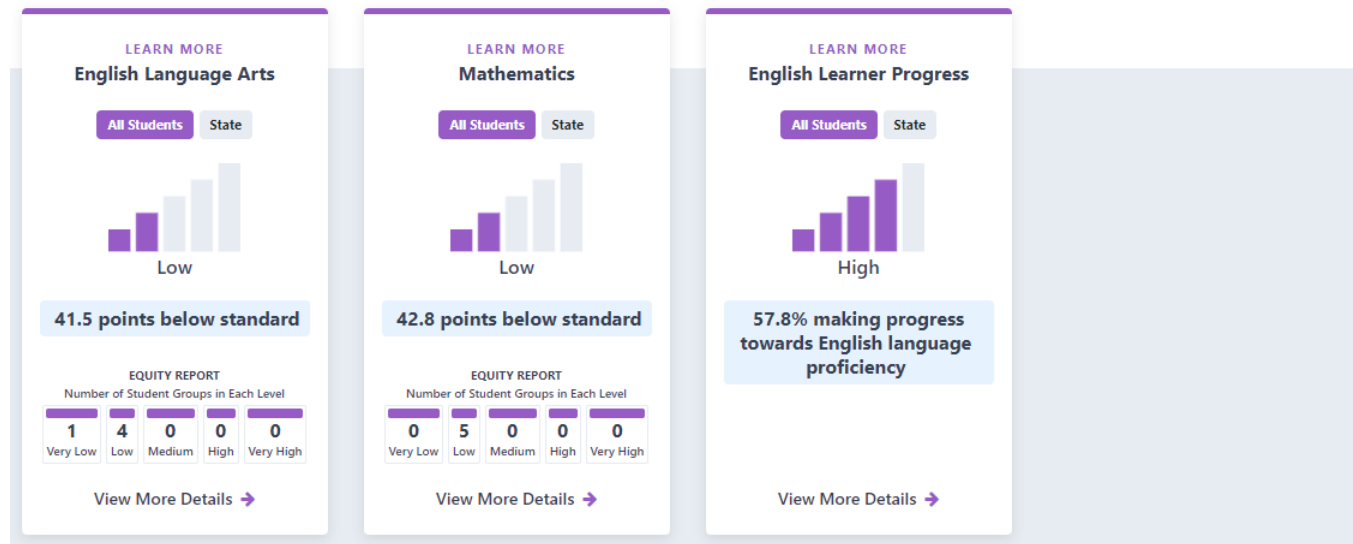 LEARN MORE
English Language Arts
All Students State
Low
41.5 points below standard
EQUITY REPORT
Number of Student Groups in Each Level
1 4 0 0 0
Very Low Low Medium High Very High
View More Details
LEARN MORE
Mathematics
All Students State
Low
42.8 points below standard
EQUITY REPORT
Number of Student Groups in Each Level
0 5 0 0 0
Very Low Low Medium High Very High
View More Details
LEARN MORE
English Learner Progress
All Students State
High
57.8% making progress
towards English language
proficiency
View More Details